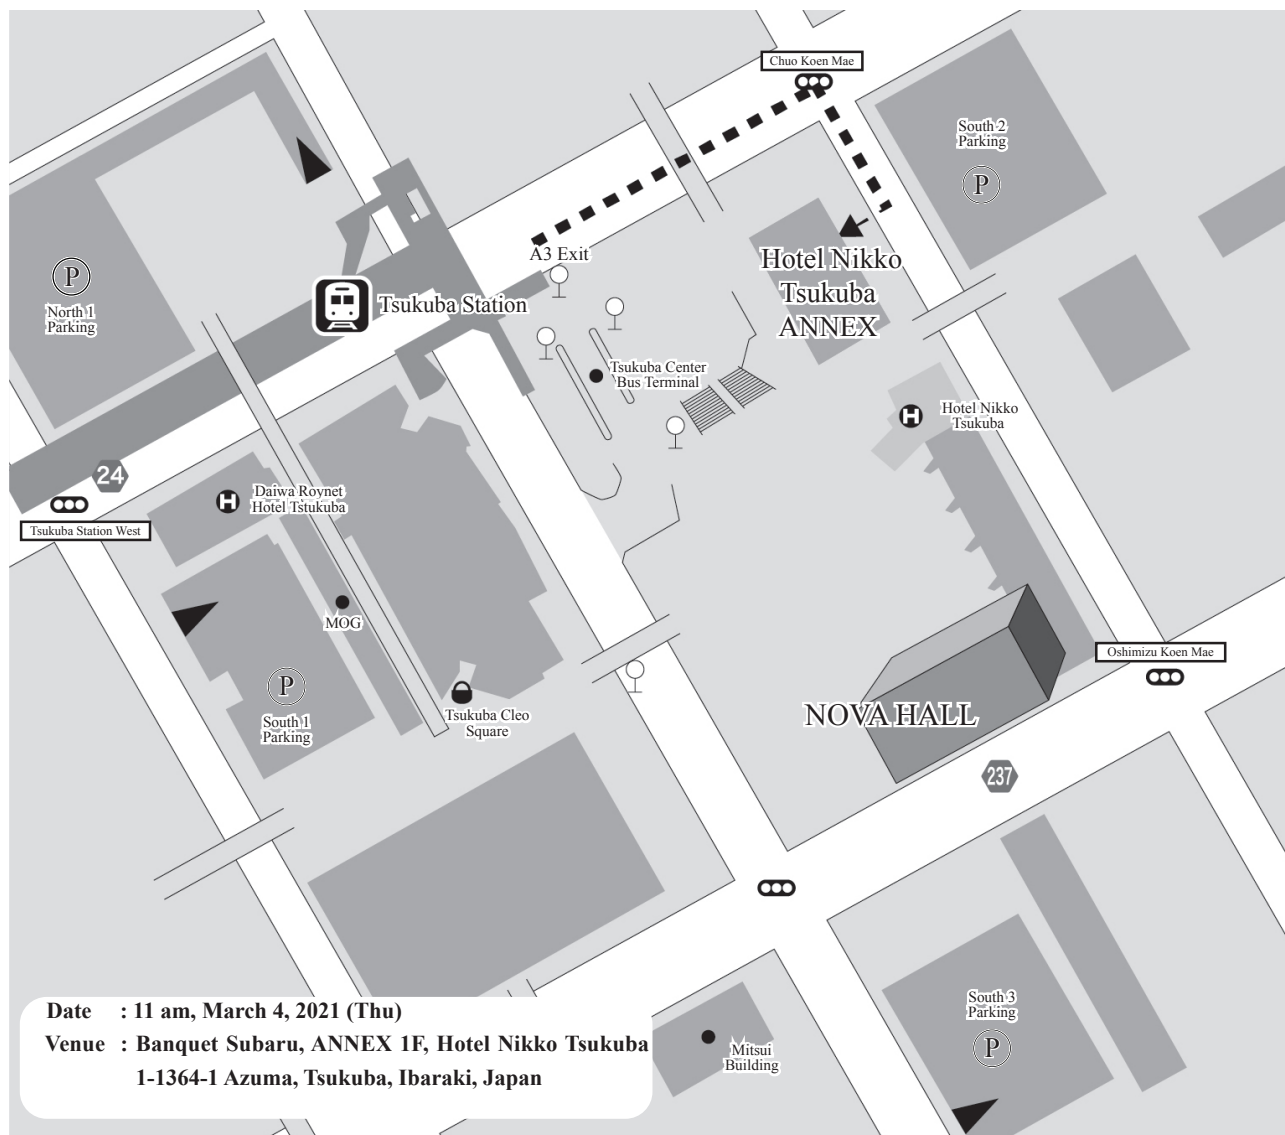 Chuo Koen Mae
South 2
Parking
P
A3 Exit
Hotel Nikko
Tsukuba
ANNEX
P
North 1
Parking
Tsukuba Station
Tsukuba Center
Bus Terminal
H
Hotel Nikko
Tsukuba
24
Tsukuba Station West
H
Daiwa Roynet
Hotel Tstukuba
MOG
P
South 1
Parking
Tsukuba Cleo
Square
Oshimizu Koen Mae
NOVA HALL
237
South 3
Parking
P
Mitsui
Building
Date : 11 am, March 4, 2021 (Thu)
Venue : Banquet Subaru, ANNEX 1F, Hotel Nikko Tsukuba
1-1364-1 Azuma, Tsukuba, Ibaraki, Japan